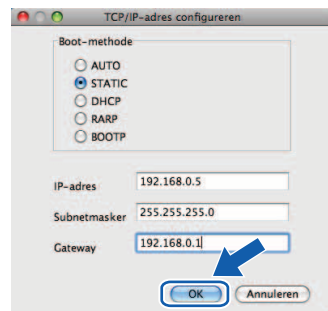 TCP/IP-adres configureren
Boot-methode
AUTO
STATIC
DHCP
RARP
BOOTP
IP-adres 192.168.0.5
Subnetmasker 255.255.255.0
Gateway 192.168.0.1
OK Annuleren